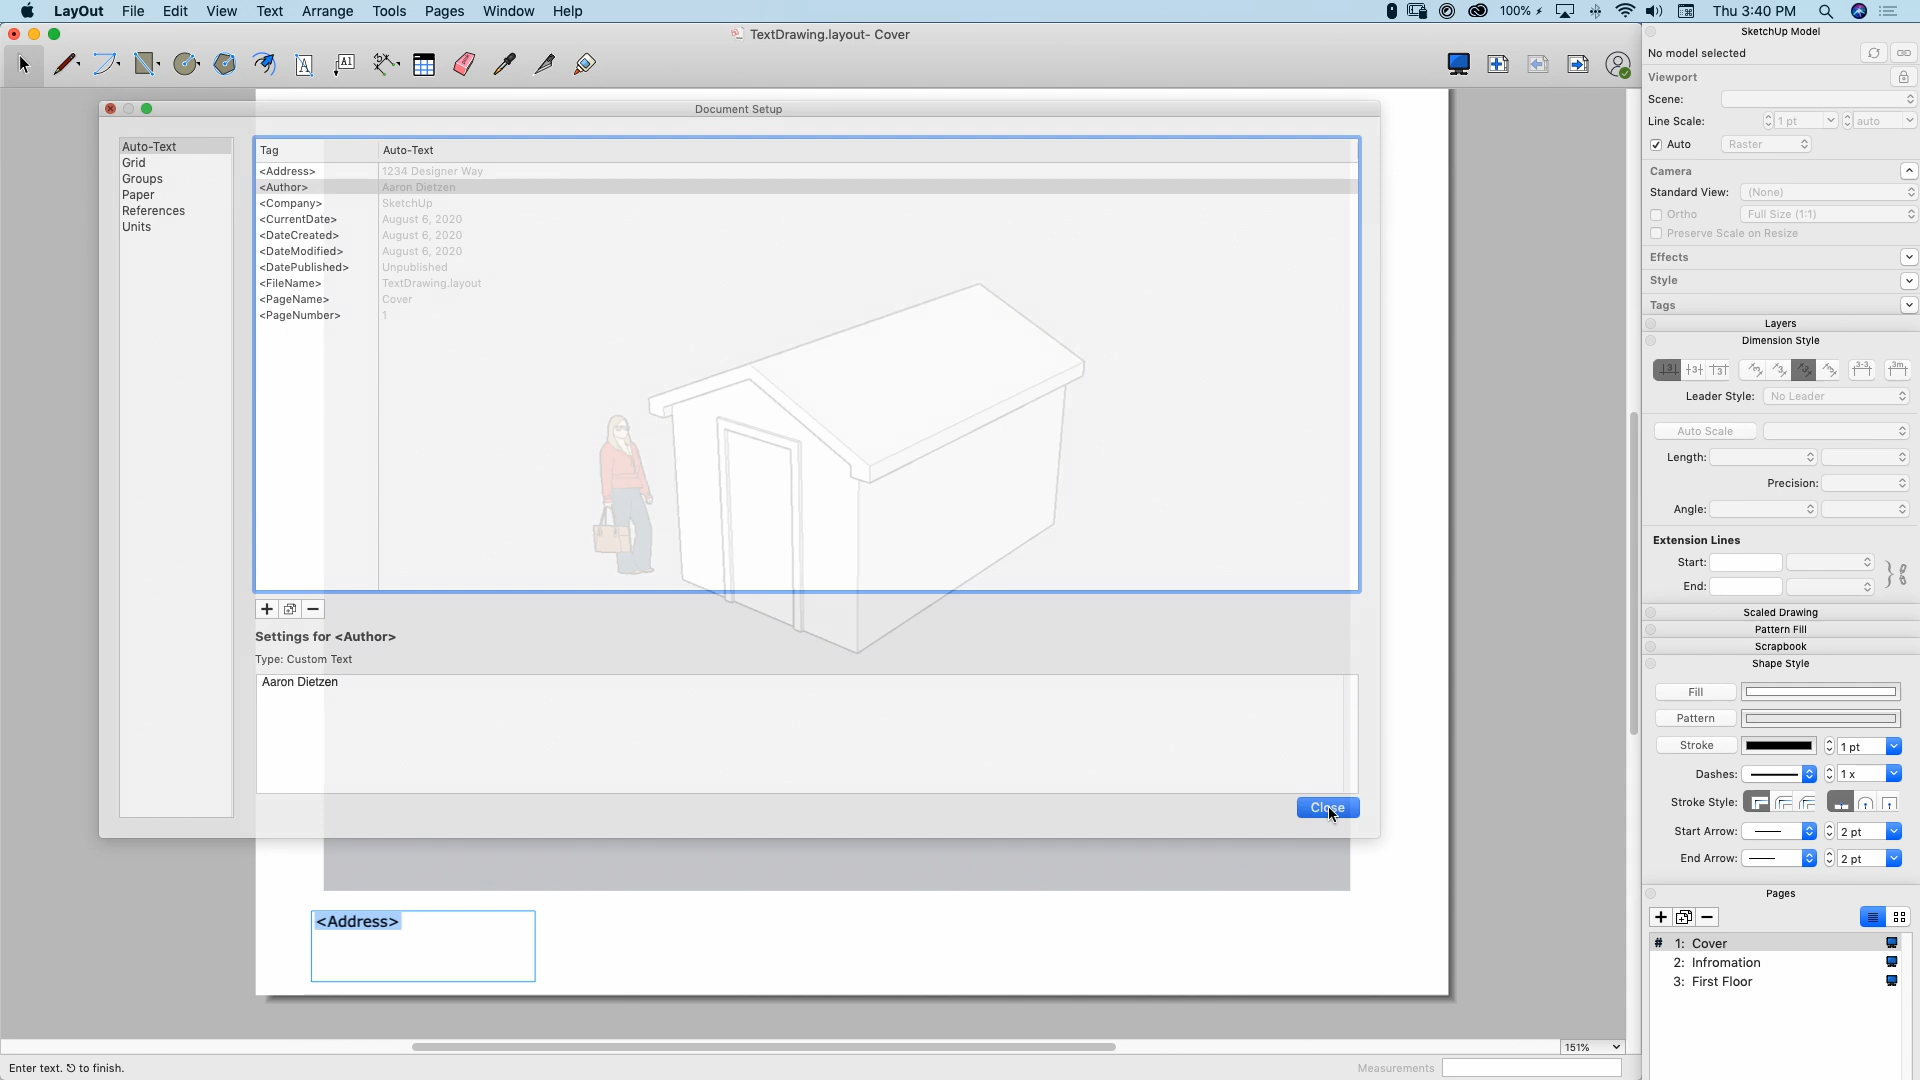 LayOut File Edit View Text Arrange Tools Pages Window Help
100% Thu 3:40 PM
TextDrawing.layout- Cover
SketchUp Model
No model selected
Viewport
Scene:
Line Scale: 1 pt auto
Auto Raster
Camera
Standard View: (None)
Ortho Full Size (1:1)
Preserve Scale on Resize
Effects
Style
Tags
Layers
Dimension Style
Leader Style: No Leader
Auto Scale
Length:
Precision:
Angle:
Extension Lines
Start:
End:
Scaled Drawing
Pattern Fill
Scrapbook
Shape Style
Fill
Pattern
Stroke 1 pt
Dashes: 1 x
Stroke Style:
Start Arrow: 2 pt
End Arrow: 2 pt
Pages
# 1: Cover
2: Infromation
3: First Floor
Document Setup
Auto-Text
Grid
Groups
Paper
References
Units
Tag Auto-Text
<Address> 1234 Designer Way
<Author> Aaron Dietzen
<Company> SketchUp
<CurrentDate> August 6, 2020
<DateCreated> August 6, 2020
<DateModified> August 6, 2020
<DatePublished> Unpublished
<FileName> TextDrawing.layout
<PageName> Cover
<PageNumber> 1
Settings for <Author>
Type: Custom Text
Aaron Dietzen
Close
<Address>
151%
Enter text. to finish.
Measurements